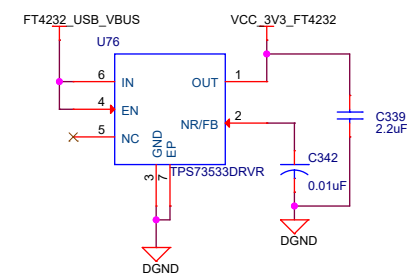 FT4232_USB_VBUS
VCC_3V3_FT4232
U76
6 IN
OUT 1
4 EN
NR/FB 2
5 NC
C339
2.2uF
GND
EP
3
7
TPS73533DRVR
C342
0.01uF
DGND
DGND